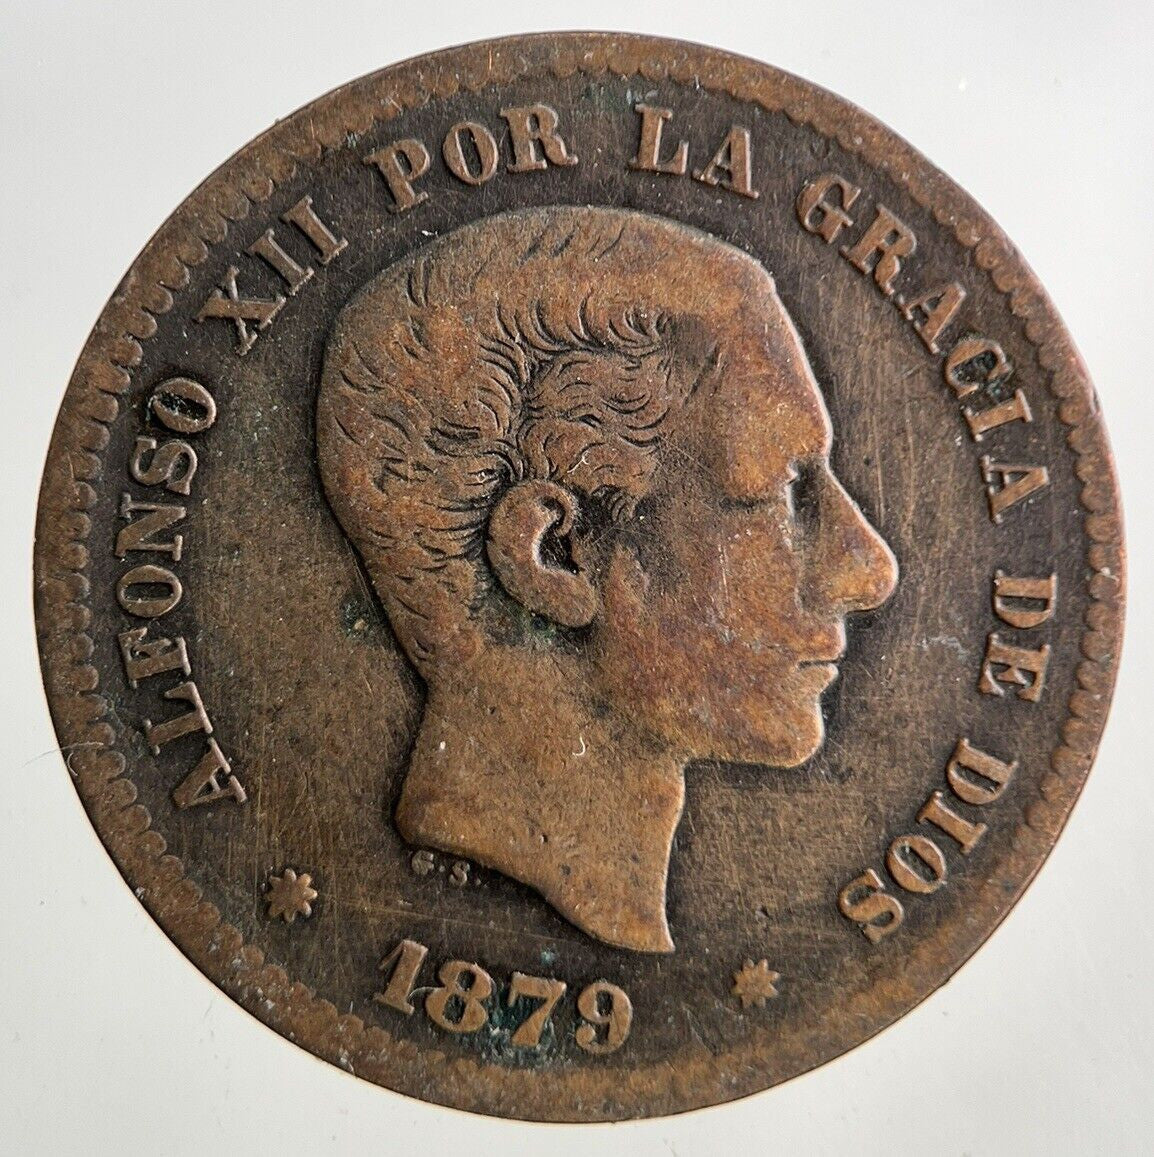 ALFONSO XII POR LA GRACIA DE DIOS
G.S.
* 1879 *